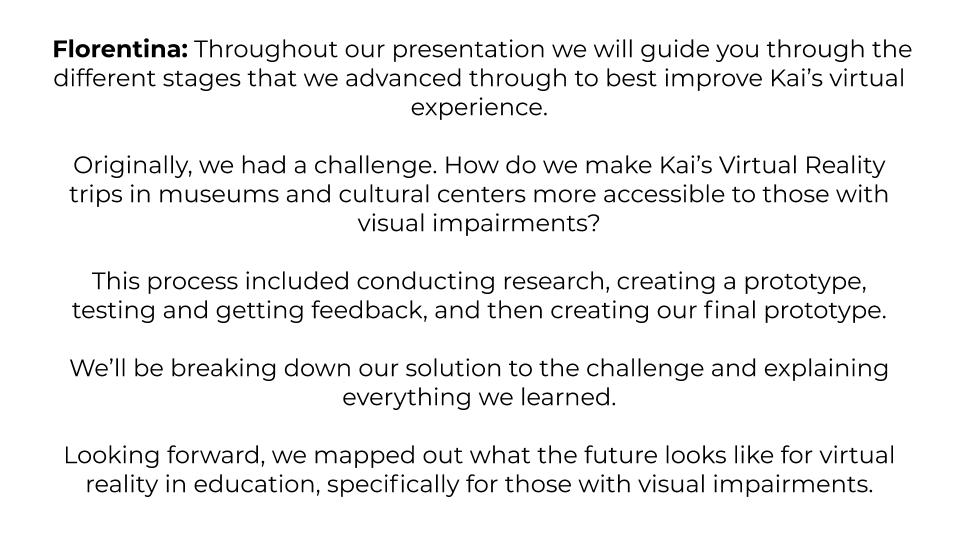 Florentina: Throughout our presentation we will guide you through the
different stages that we advanced through to best improve Kai’s virtual
experience.
Originally, we had a challenge. How do we make Kai’s Virtual Reality
trips in museums and cultural centers more accessible to those with
visual impairments?
This process included conducting research, creating a prototype,
testing and getting feedback, and then creating our final prototype.
We’ll be breaking down our solution to the challenge and explaining
everything we learned.
Looking forward, we mapped out what the future looks like for virtual
reality in education, specifically for those with visual impairments.